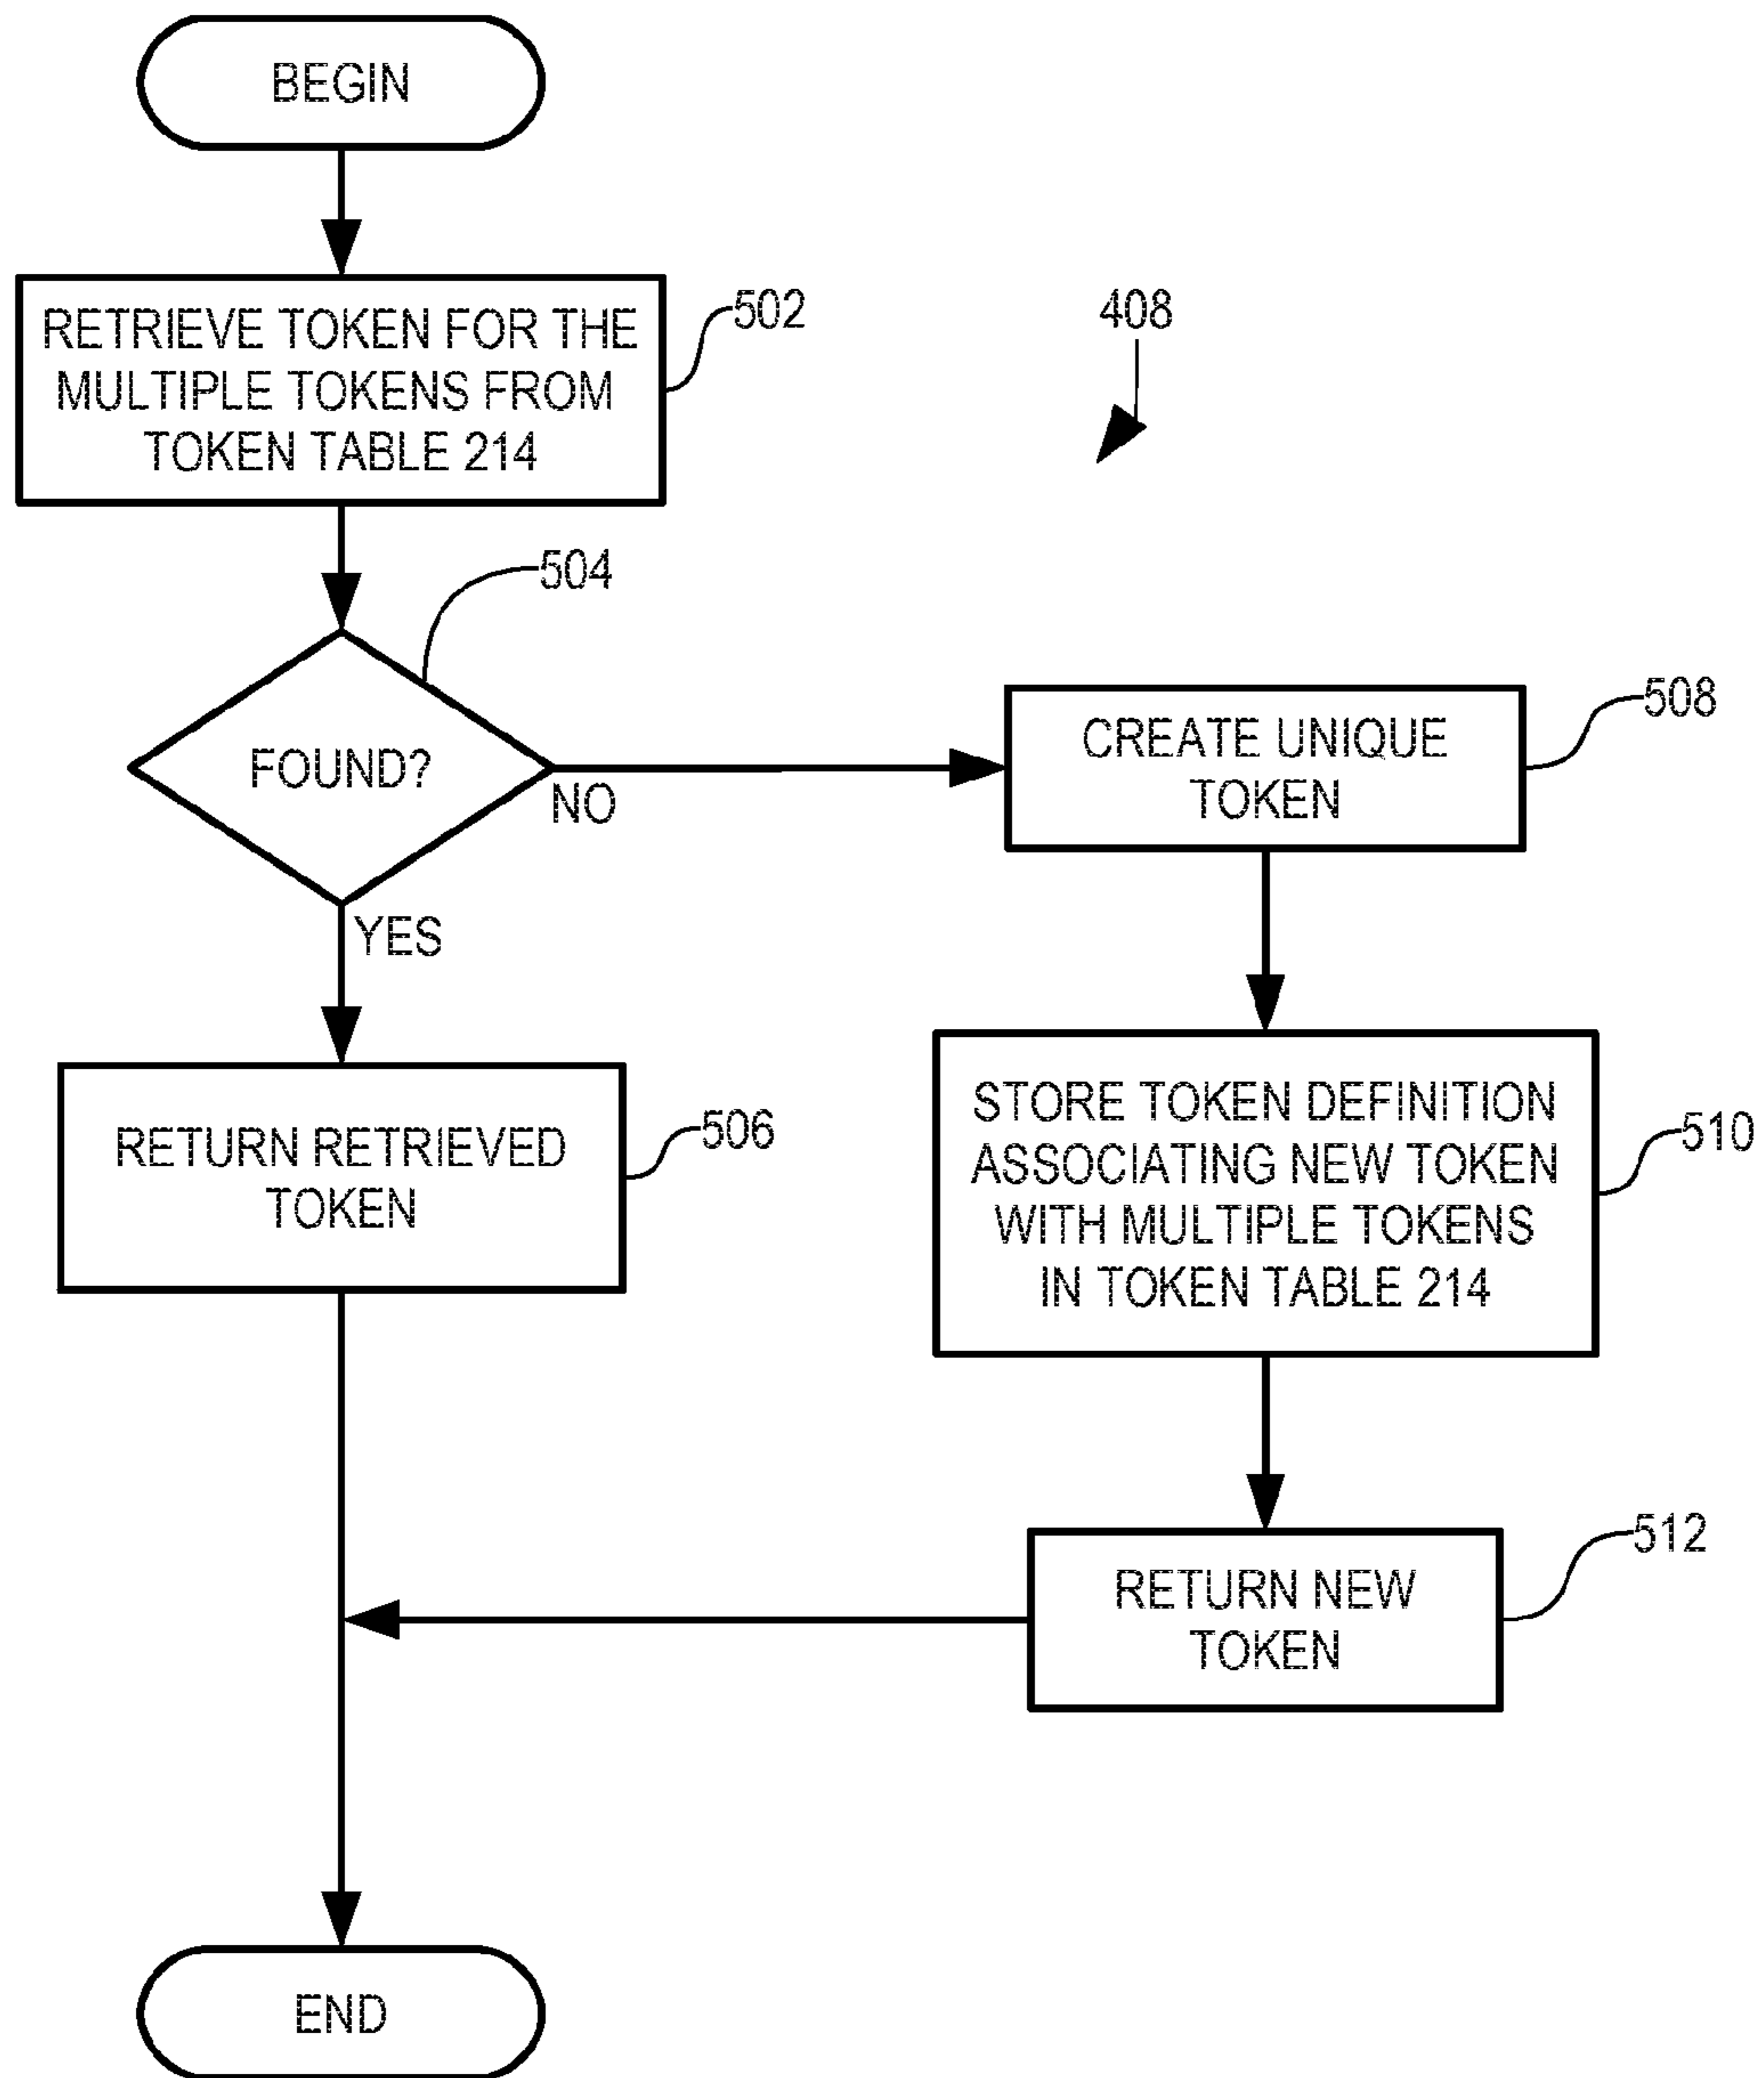 BEGIN
RETRIEVE TOKEN FOR THE
MULTIPLE TOKENS FROM
TOKEN TABLE 214
502
408
504
FOUND?
NO
YES
508
CREATE UNIQUE
TOKEN
RETURN RETRIEVED
TOKEN
506
STORE TOKEN DEFINITION
ASSOCIATING NEW TOKEN
WITH MULTIPLE TOKENS
IN TOKEN TABLE 214
510
RETURN NEW
TOKEN
512
END